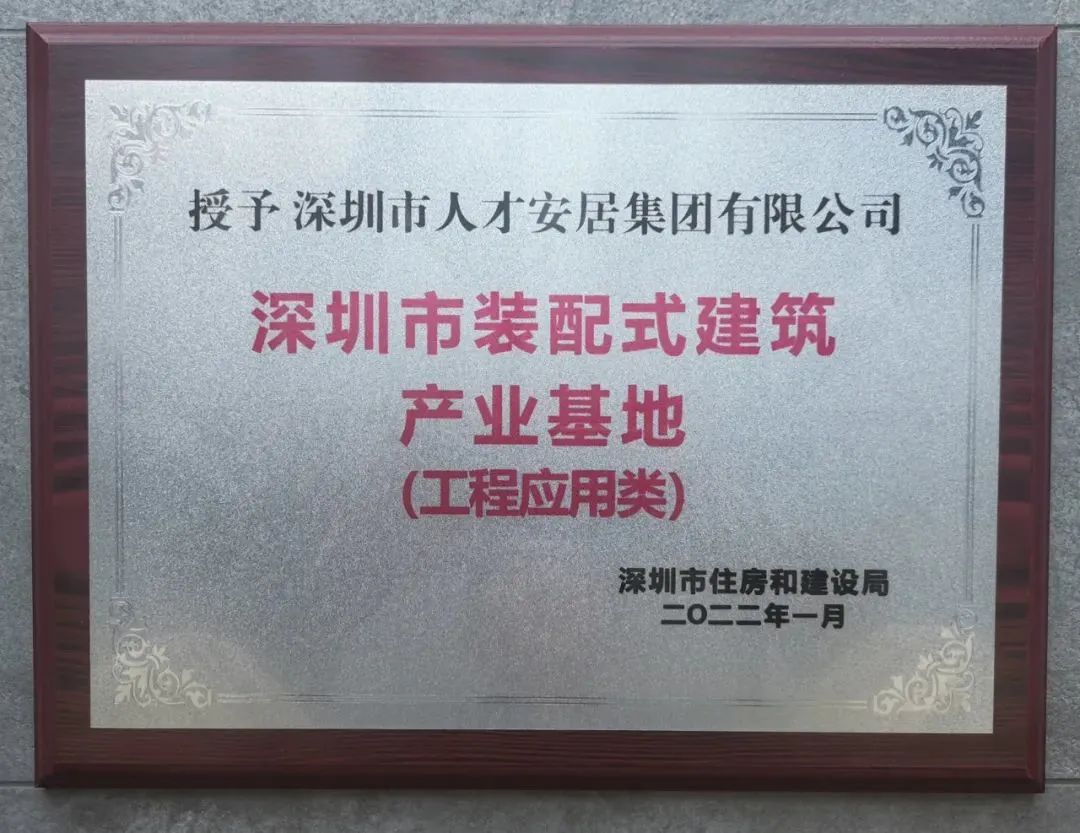 授予 深圳市人才安居集团有限公司
深圳市装配式建筑
产业基地
(工程应用类)
深圳市住房和建设局
二O二二年一月